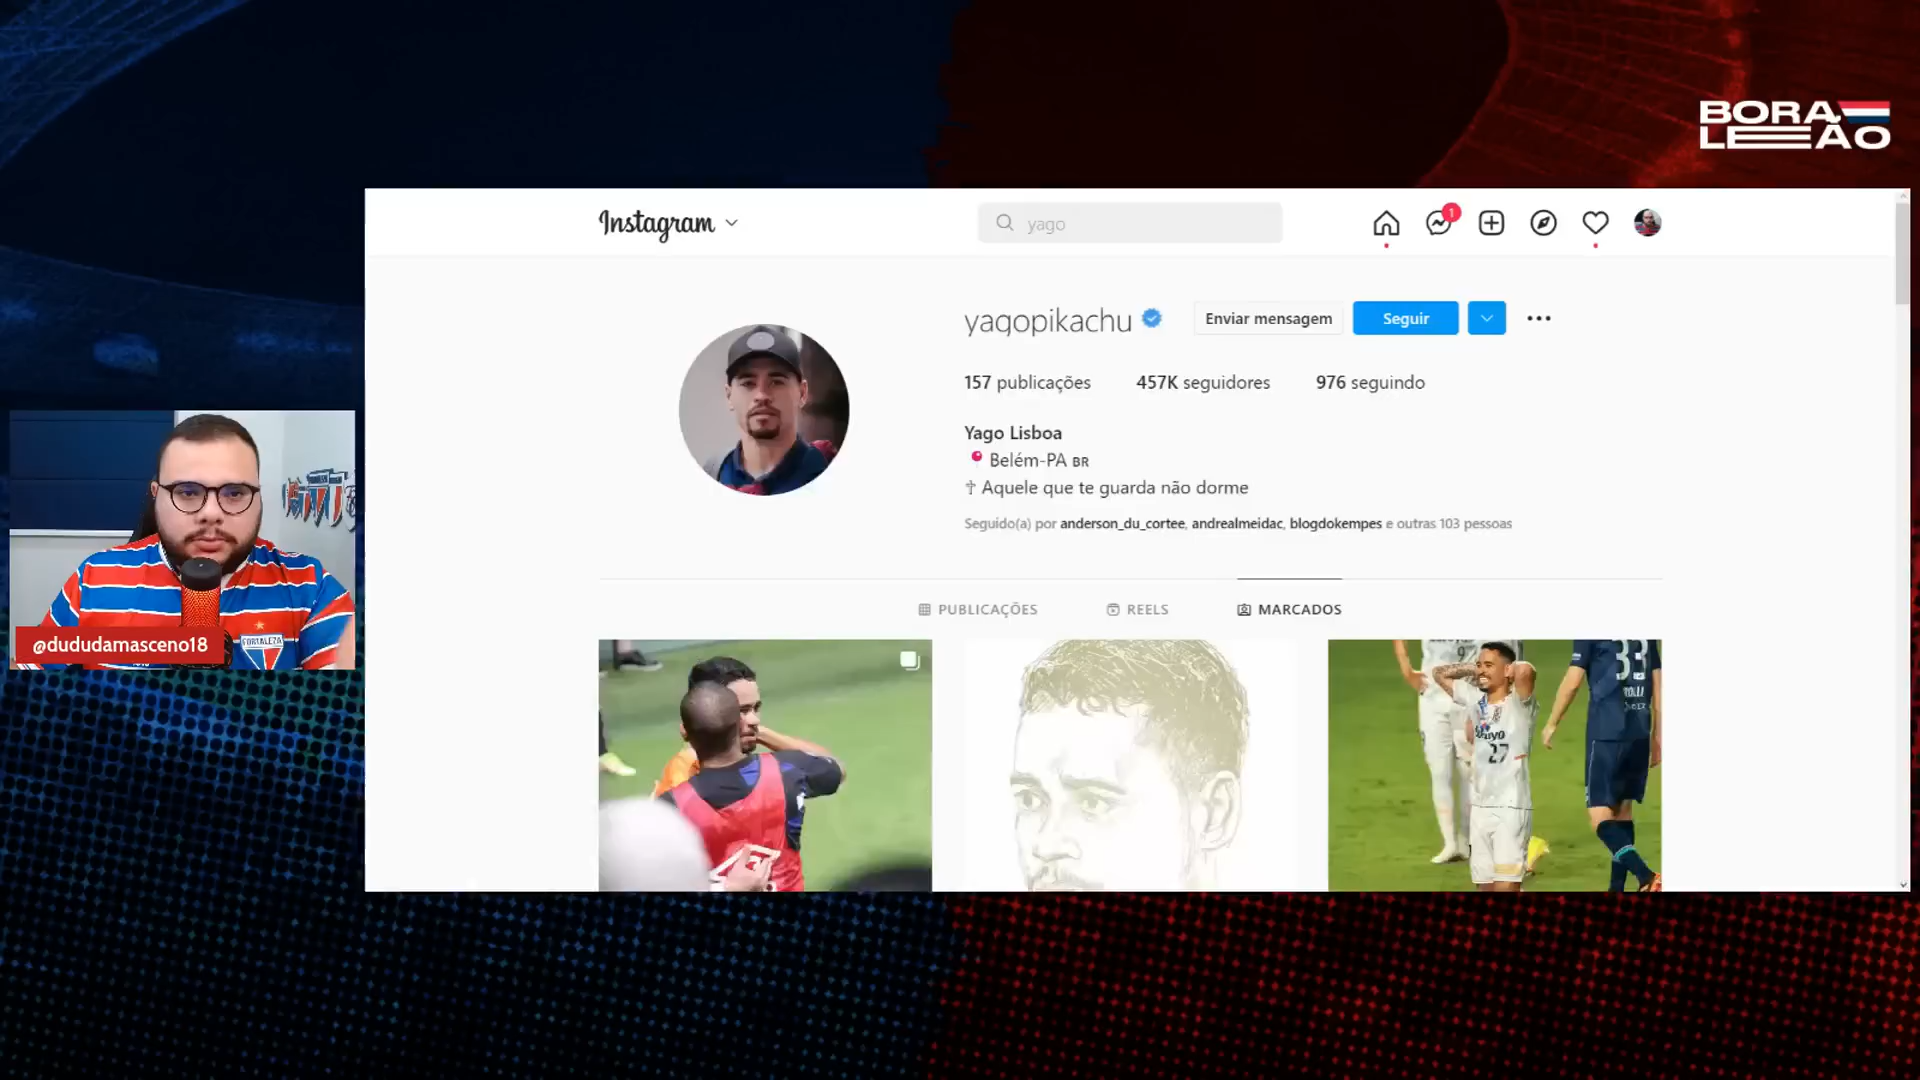 BORA
LEÃO
Instagram
yago
1
yagopikachu
Enviar mensagem
Seguir
157 publicações
457K seguidores
976 seguindo
Yago Lisboa
Belém-PA BR
✝ Aquele que te guarda não dorme
Seguido(a) por anderson_du_cortee, andrealmeidac, blogdokempes e outras 103 pessoas
PUBLICAÇÕES
REELS
MARCADOS
@dududamasceno18
FORTALEZA
27
33